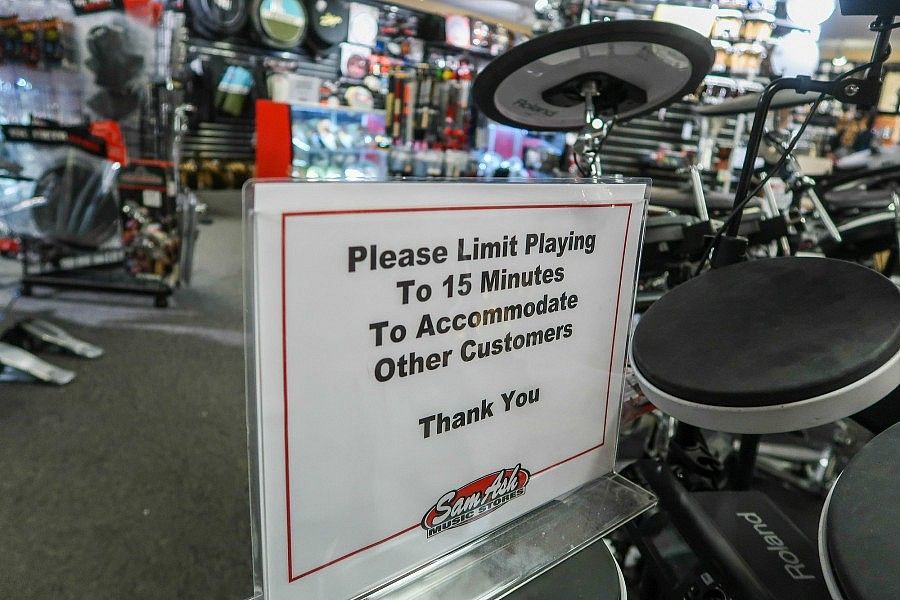 Roland
Please Limit Playing
To 15 Minutes
To Accommodate
Other Customers
Thank You
Sam Ash
MUSIC STORES
Roland